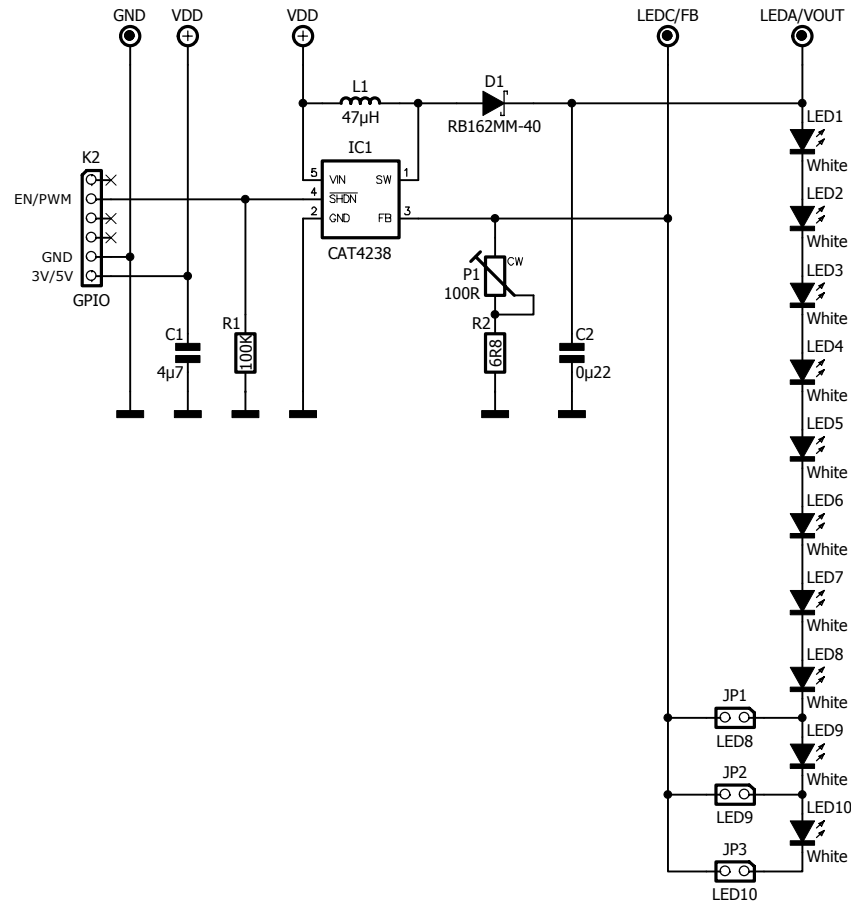 GND VDD VDD LEDC/FB LEDA/VOUT
L1
47µH
D1
RB162MM-40
K2
EN/PWM
GND
3V/5V
GPIO
IC1
5 VIN SW 1
4 SHDN
2 GND FB 3
CAT4238
P1
100R
CW
C1
4µ7
R1
100K
R2
6R8
C2
0µ22
LED1
White
LED2
White
LED3
White
LED4
White
LED5
White
LED6
White
LED7
White
LED8
White
JP1
LED8
LED9
White
JP2
LED9
LED10
White
JP3
LED10